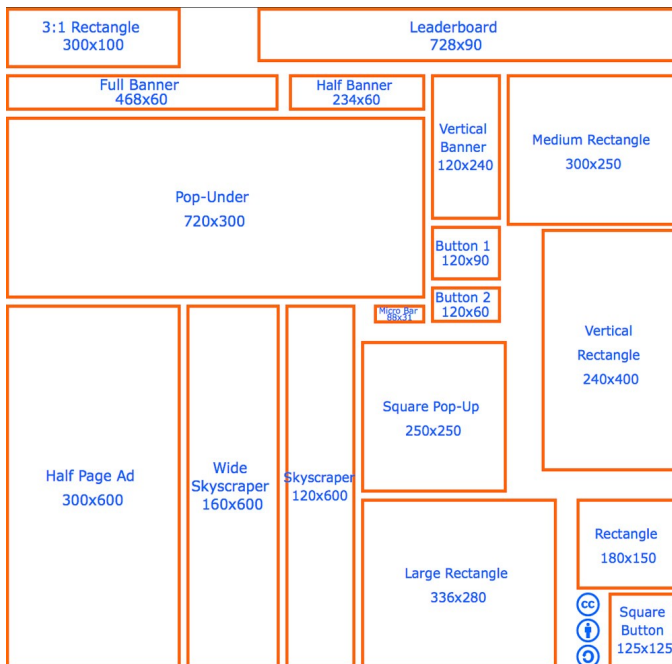 3:1 Rectangle
300x100
Leaderboard
728x90
Full Banner
468x60
Half Banner
234x60
Vertical
Banner
120x240
Medium Rectangle
300x250
Pop-Under
720x300
Button 1
120x90
Button 2
120x60
Micro Bar
88x31
Vertical
Rectangle
240x400
Square Pop-Up
250x250
Half Page Ad
300x600
Wide
Skyscraper
160x600
Skyscraper
120x600
Large Rectangle
336x280
Rectangle
180x150
cc
Square
Button
125x125